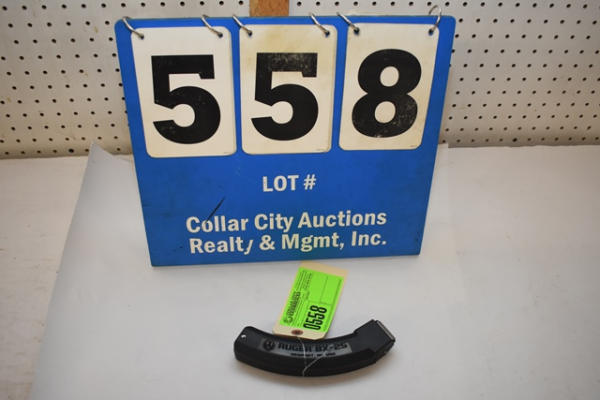 558
LOT #
Collar City Auctions
Realty & Mgmt, Inc.
0558
RUGER BX-25